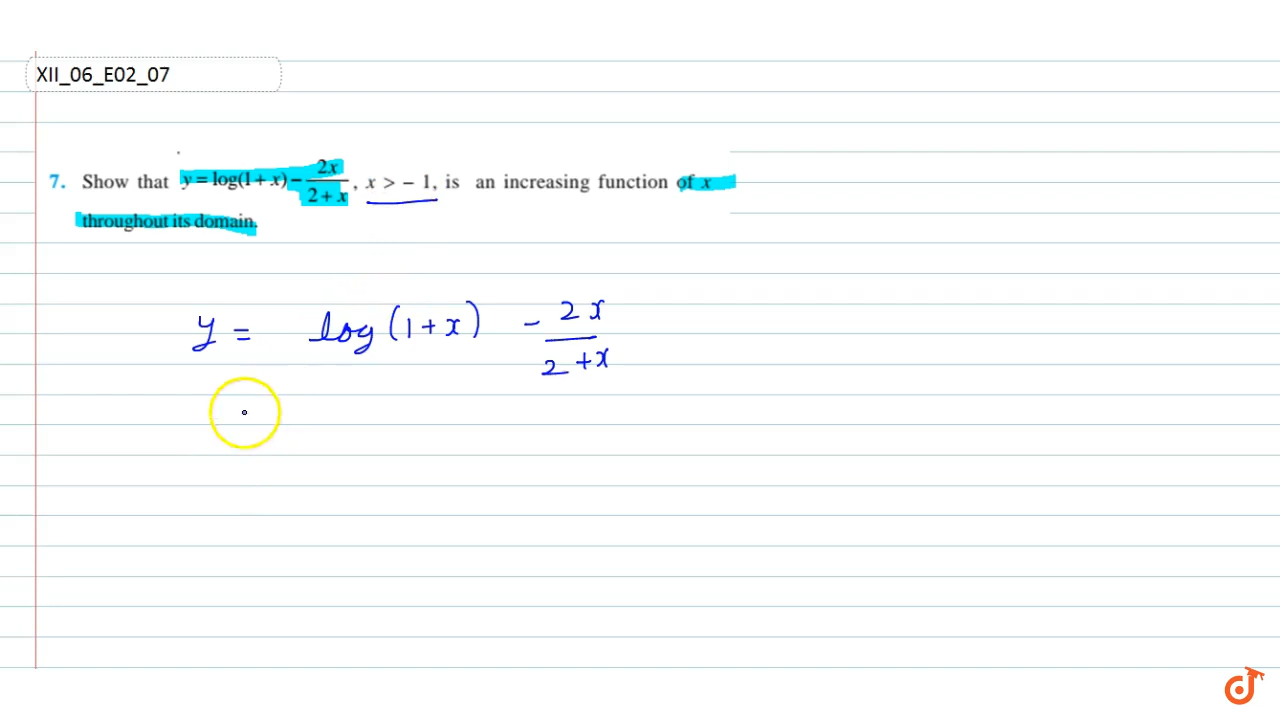 XII_06_E02_07
7. Show that y = log(1 + x) − 2x/2 + x, x > − 1, is an increasing function of x
throughout its domain.
y = log (1 + x) - 2x/2 + x